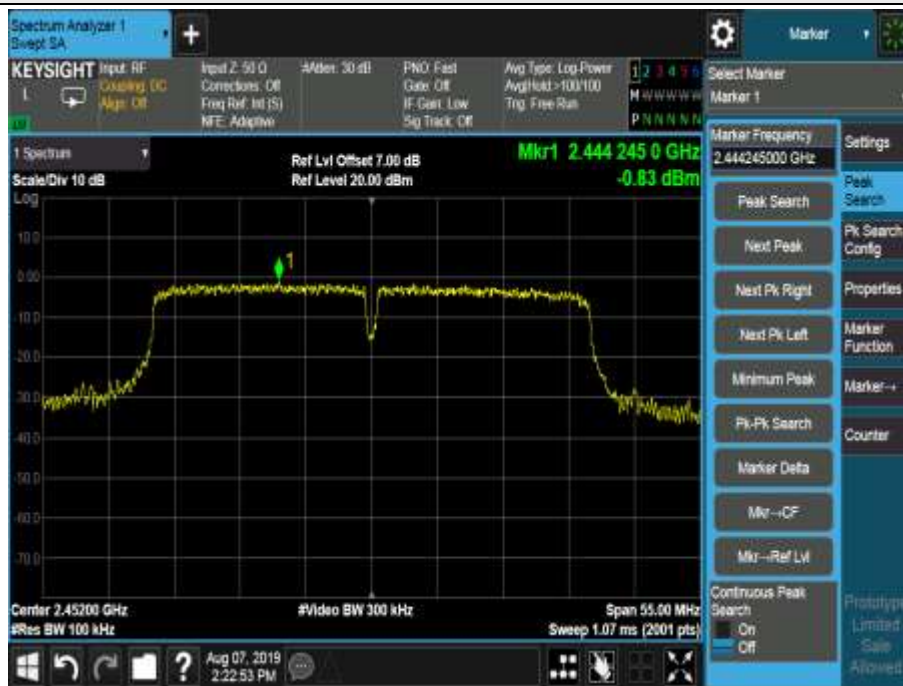 Spectrum Analyzer 1
Swept SA
+
Marker
KEYSIGHT Input: RF
Coupling: DC
Align: Off
Input Z: 50 Ω
Corrections: Off
Freq Ref: Int (S)
NFE: Adaptive
#Atten: 30 dB
PNO: Fast
Gate: Off
IF Gain: Low
Sig Track: Off
Avg Type: Log-Power
Avg|Hold:>100/100
Trig: Free Run
1 2 3 4 5 6
M W W W W W
P N N N N N
L
Select Marker
Marker 1
1 Spectrum
Scale/Div 10 dB
Log
Ref Lvl Offset 7.00 dB
Ref Level 20.00 dBm
Mkr1 2.444 245 0 GHz
-0.83 dBm
10.0
0.00
-10.0
-20.0
-30.0
-40.0
-50.0
-60.0
-70.0
1
Center 2.45200 GHz
#Res BW 100 kHz
#Video BW 300 kHz
Span 55.00 MHz
Sweep 1.07 ms (2001 pts)
Marker Frequency
2.444245000 GHz
Peak Search
Next Peak
Next Pk Right
Next Pk Left
Minimum Peak
Pk-Pk Search
Marker Delta
Mkr→CF
Mkr→Ref Lvl
Continuous Peak
Search
On
Off
Settings
Peak
Search
Pk Search
Config
Properties
Marker
Function
Marker→
Counter
Prototype
Limited
Sale
Allowed
?
Aug 07, 2019
2:22:53 PM